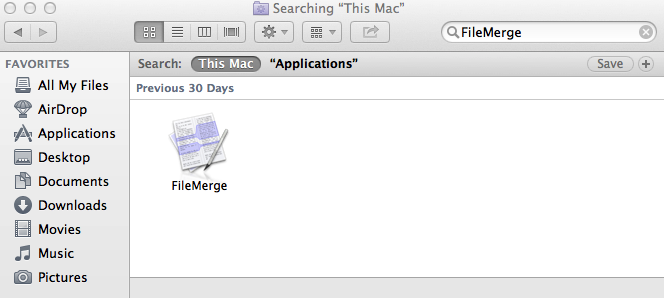 Searching “This Mac”
FileMerge
Search: This Mac “Applications” Save
Previous 30 Days
FileMerge
FAVORITES
All My Files
AirDrop
Applications
Desktop
Documents
Downloads
Movies
Music
Pictures